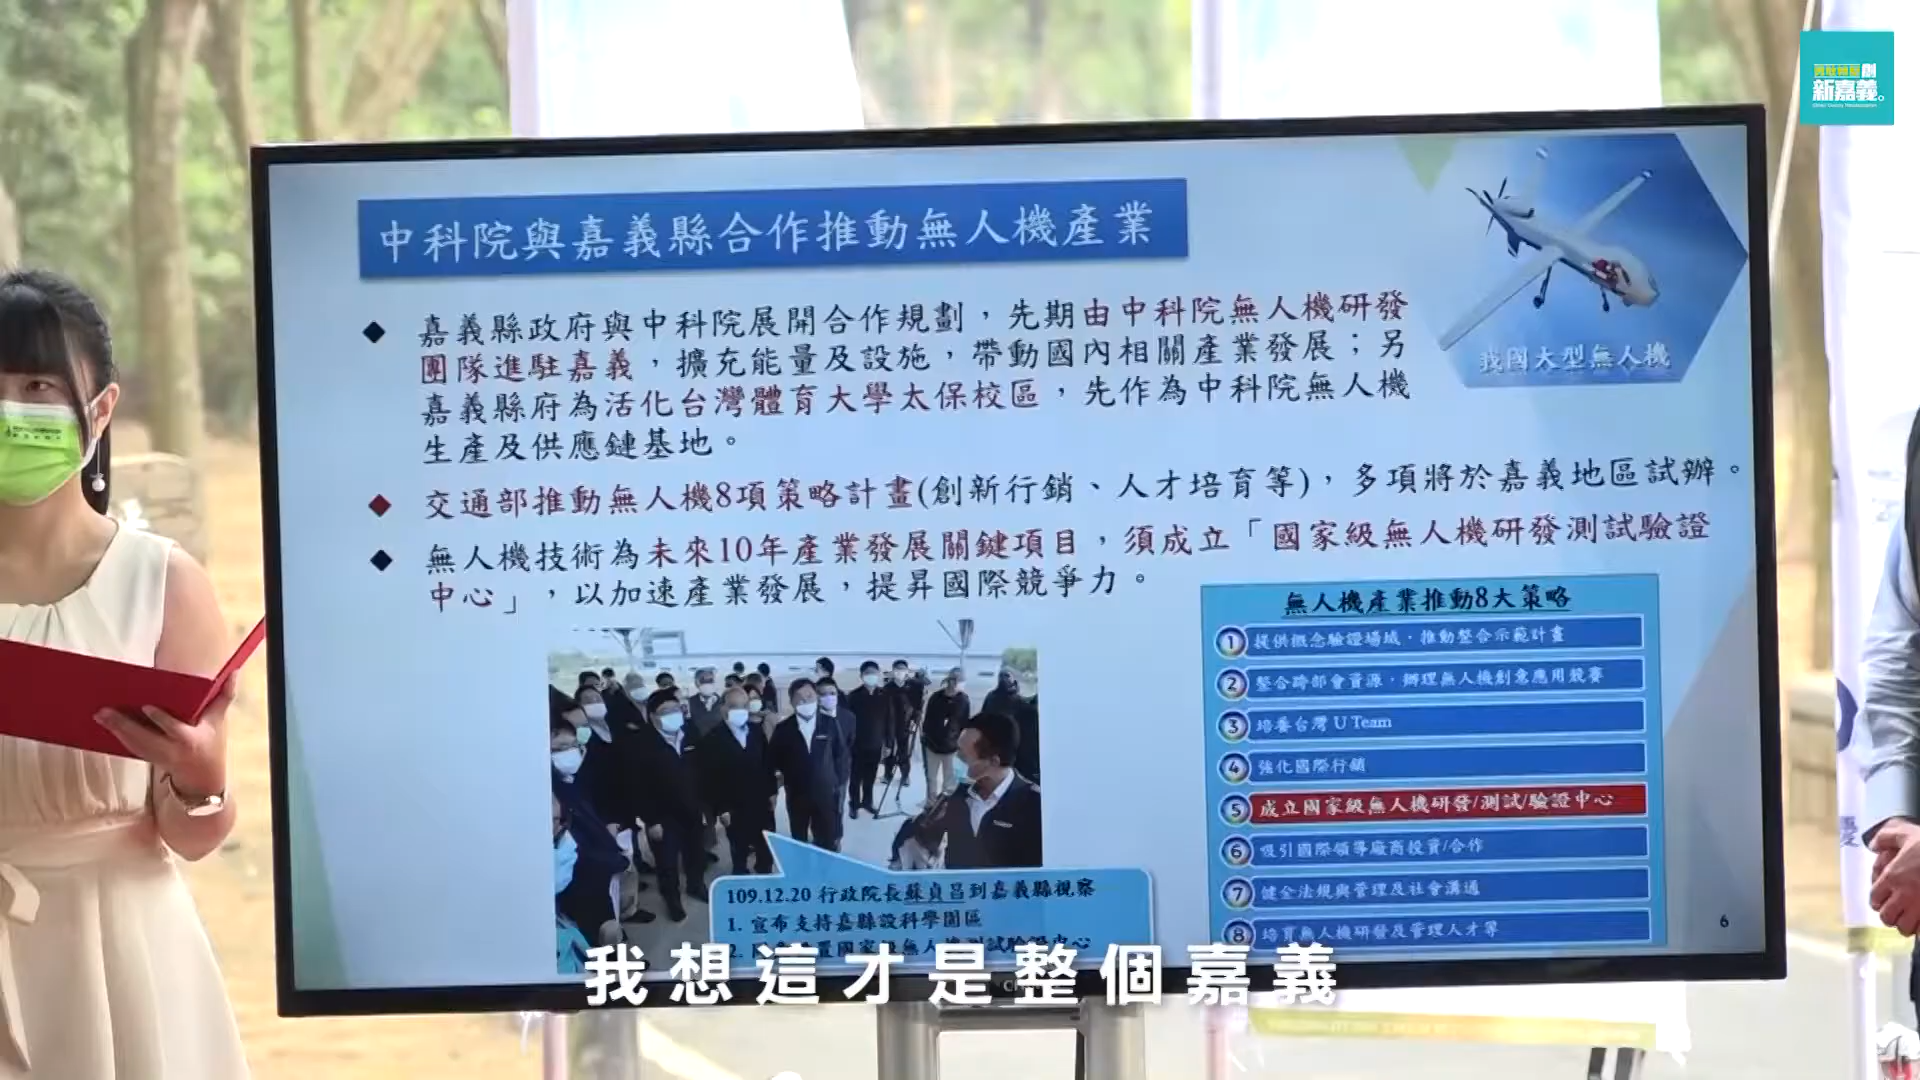 新嘉義。
中科院與嘉義縣合作推動無人機產業
我國大型無人機
◆ 嘉義縣政府與中科院展開合作規劃，先期由中科院無人機研發
團隊進駐嘉義，擴充能量及設施，帶動國內相關產業發展；另
嘉義縣府為活化台灣體育大學太保校區，先作為中科院無人機
生產及供應鏈基地。
◆ 交通部推動無人機8項策略計畫(創新行銷、人才培育等)，多項將於嘉義地區試辦。
◆ 無人機技術為未來10年產業發展關鍵項目，須成立「國家級無人機研發測試驗證
中心」，以加速產業發展，提昇國際競爭力。
無人機產業推動8大策略
1 提供概念驗證場域，推動整合示範計畫
2 整合跨部會資源，辦理無人機創意應用競賽
3 培養台灣 U Team
4 強化國際行銷
5 成立國家級無人機研發/測試/驗證中心
6 吸引國際領導廠商投資/合作
7 健全法規與管理及社會溝通
8 培育無人機研發及管理人才等
109.12.20 行政院長蘇貞昌到嘉義縣視察
1. 宣布支持嘉縣設科學園區
2. 置國家級無人機測試驗證中心
6
我想這才是整個嘉義